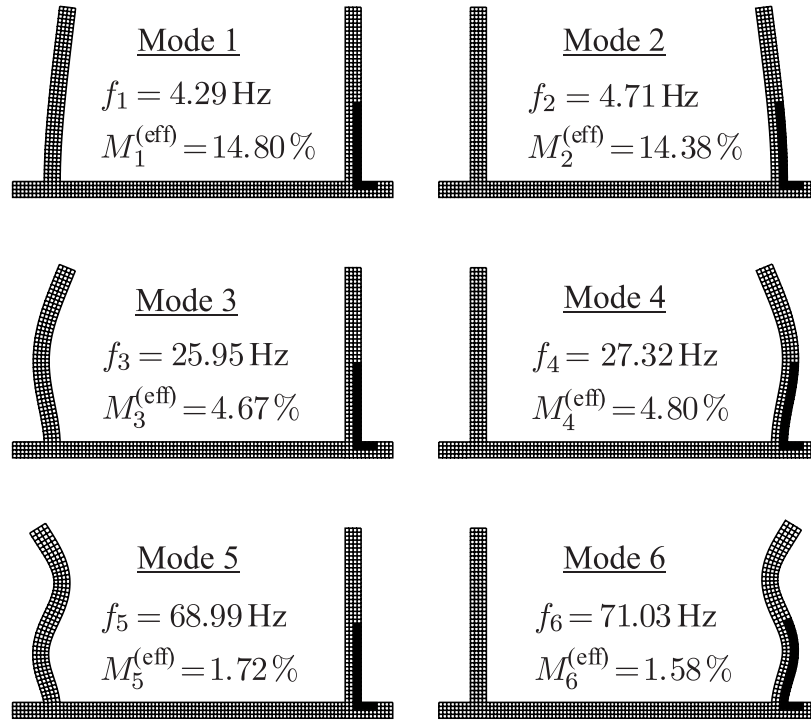 Mode 1
f₁ = 4.29 Hz
M₁^(eff) = 14.80 %
Mode 2
f₂ = 4.71 Hz
M₂^(eff) = 14.38 %
Mode 3
f₃ = 25.95 Hz
M₃^(eff) = 4.67 %
Mode 4
f₄ = 27.32 Hz
M₄^(eff) = 4.80 %
Mode 5
f₅ = 68.99 Hz
M₅^(eff) = 1.72 %
Mode 6
f₆ = 71.03 Hz
M₆^(eff) = 1.58 %